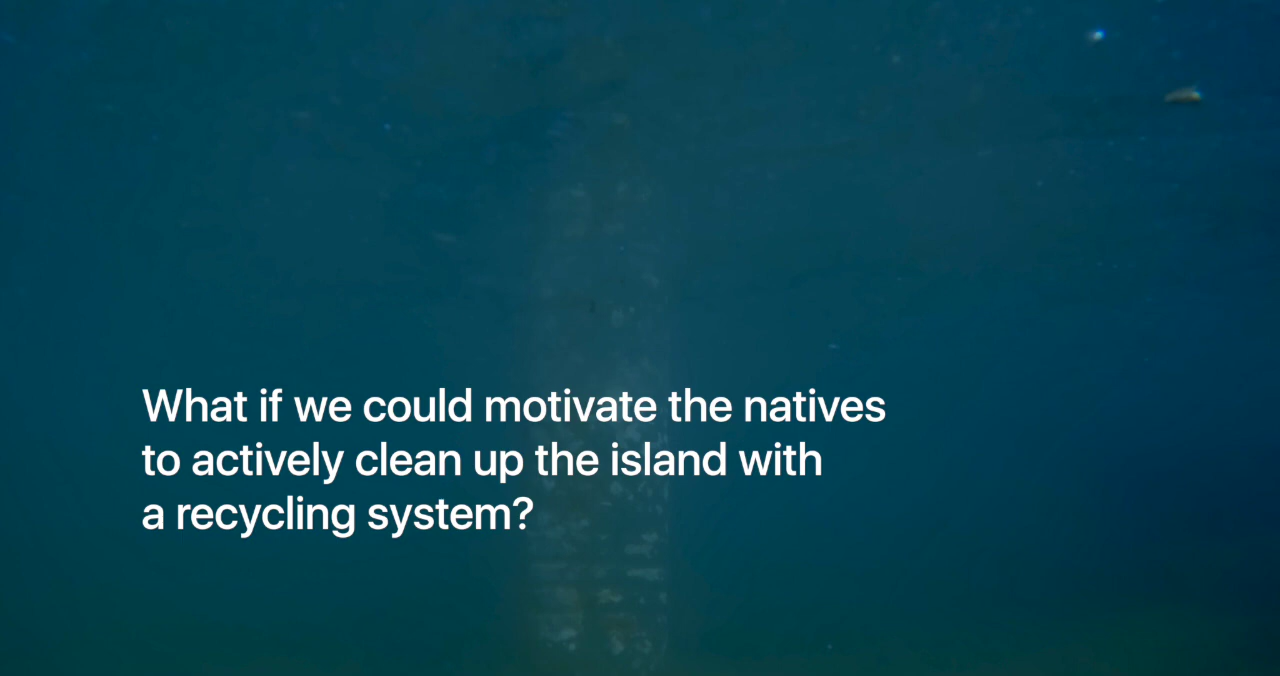 What if we could motivate the natives
to actively clean up the island with
a recycling system?